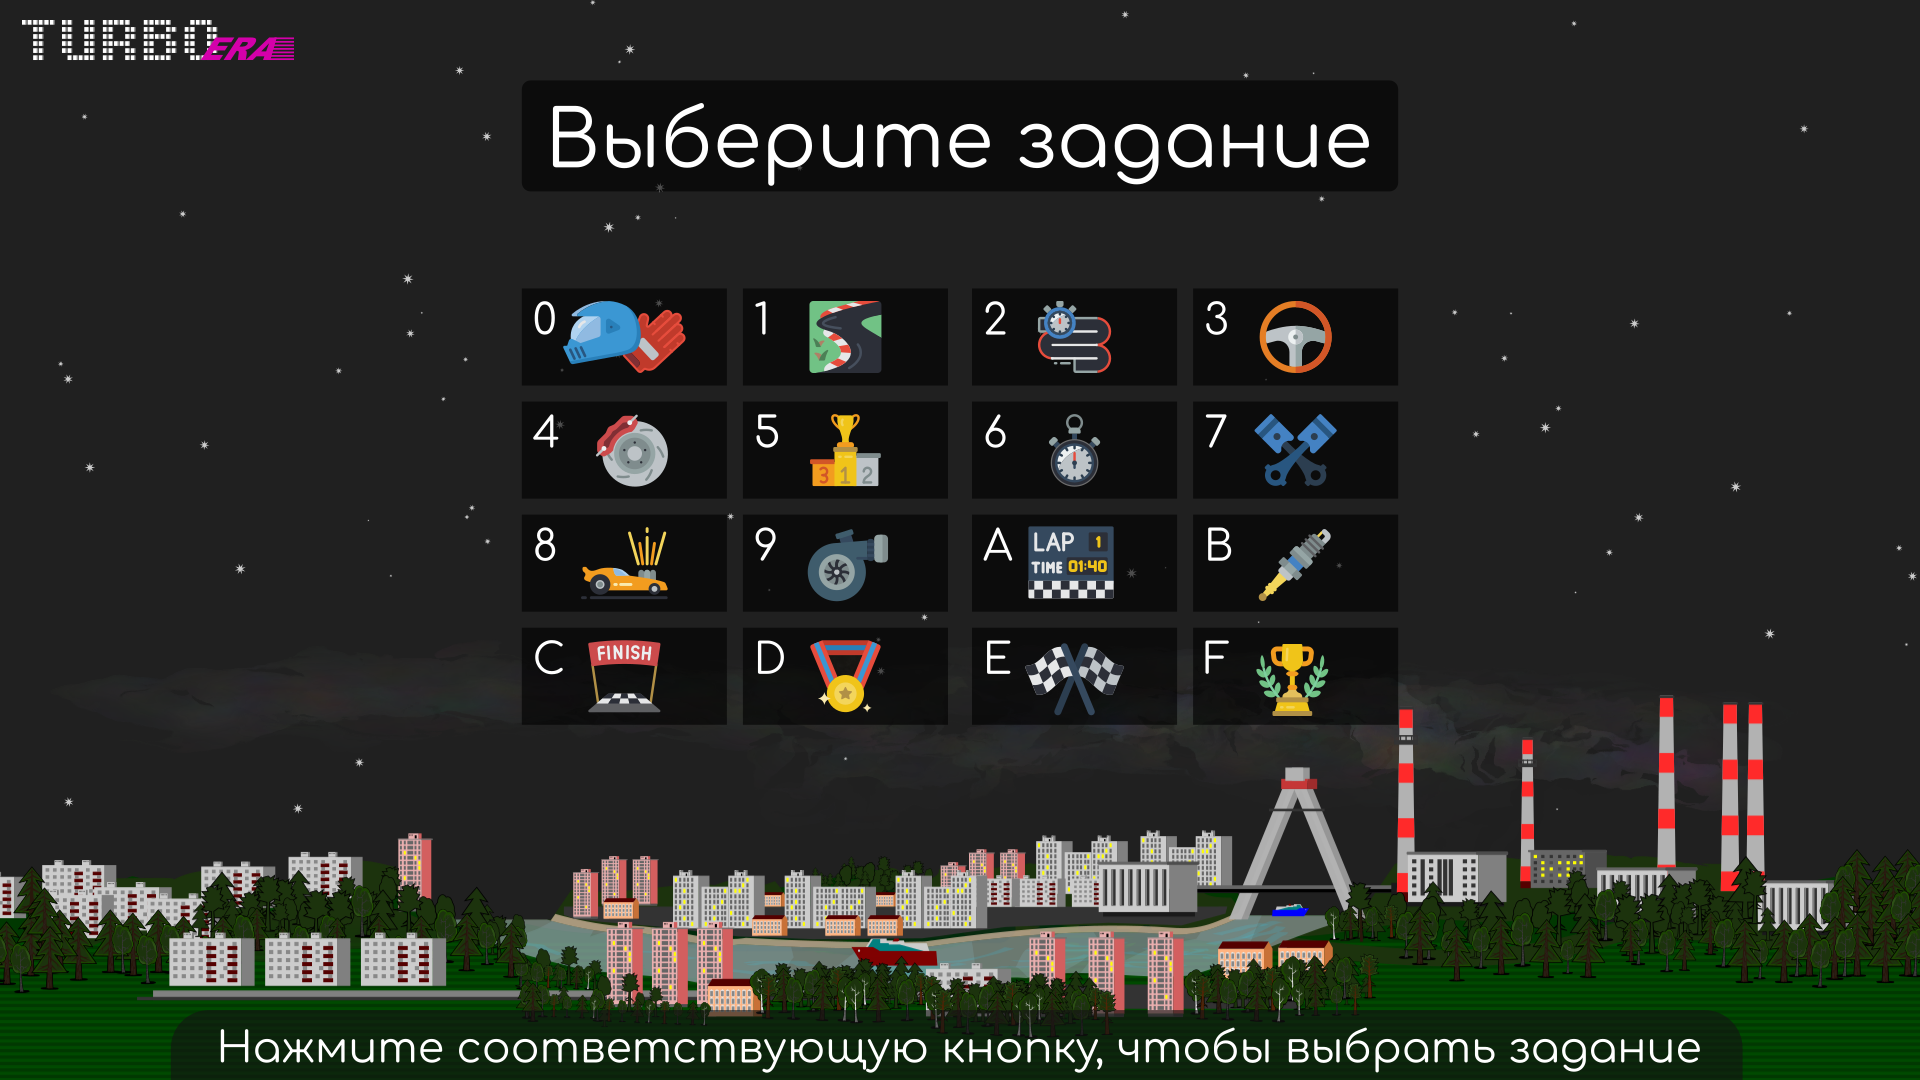 TURBO ERA
Выберите задание
0 1 2 3
4 5 3 1 2 6 7
8 9 A LAP 1 B
TIME 01:40
C FINISH D E F
Нажмите соответствующую кнопку, чтобы выбрать задание